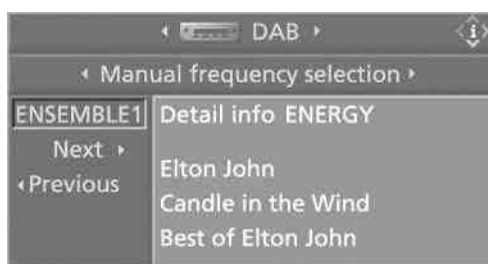 DAB
Manual frequency selection
ENSEMBLE1
Next
Previous
Detail info ENERGY
Elton John
Candle in the Wind
Best of Elton John